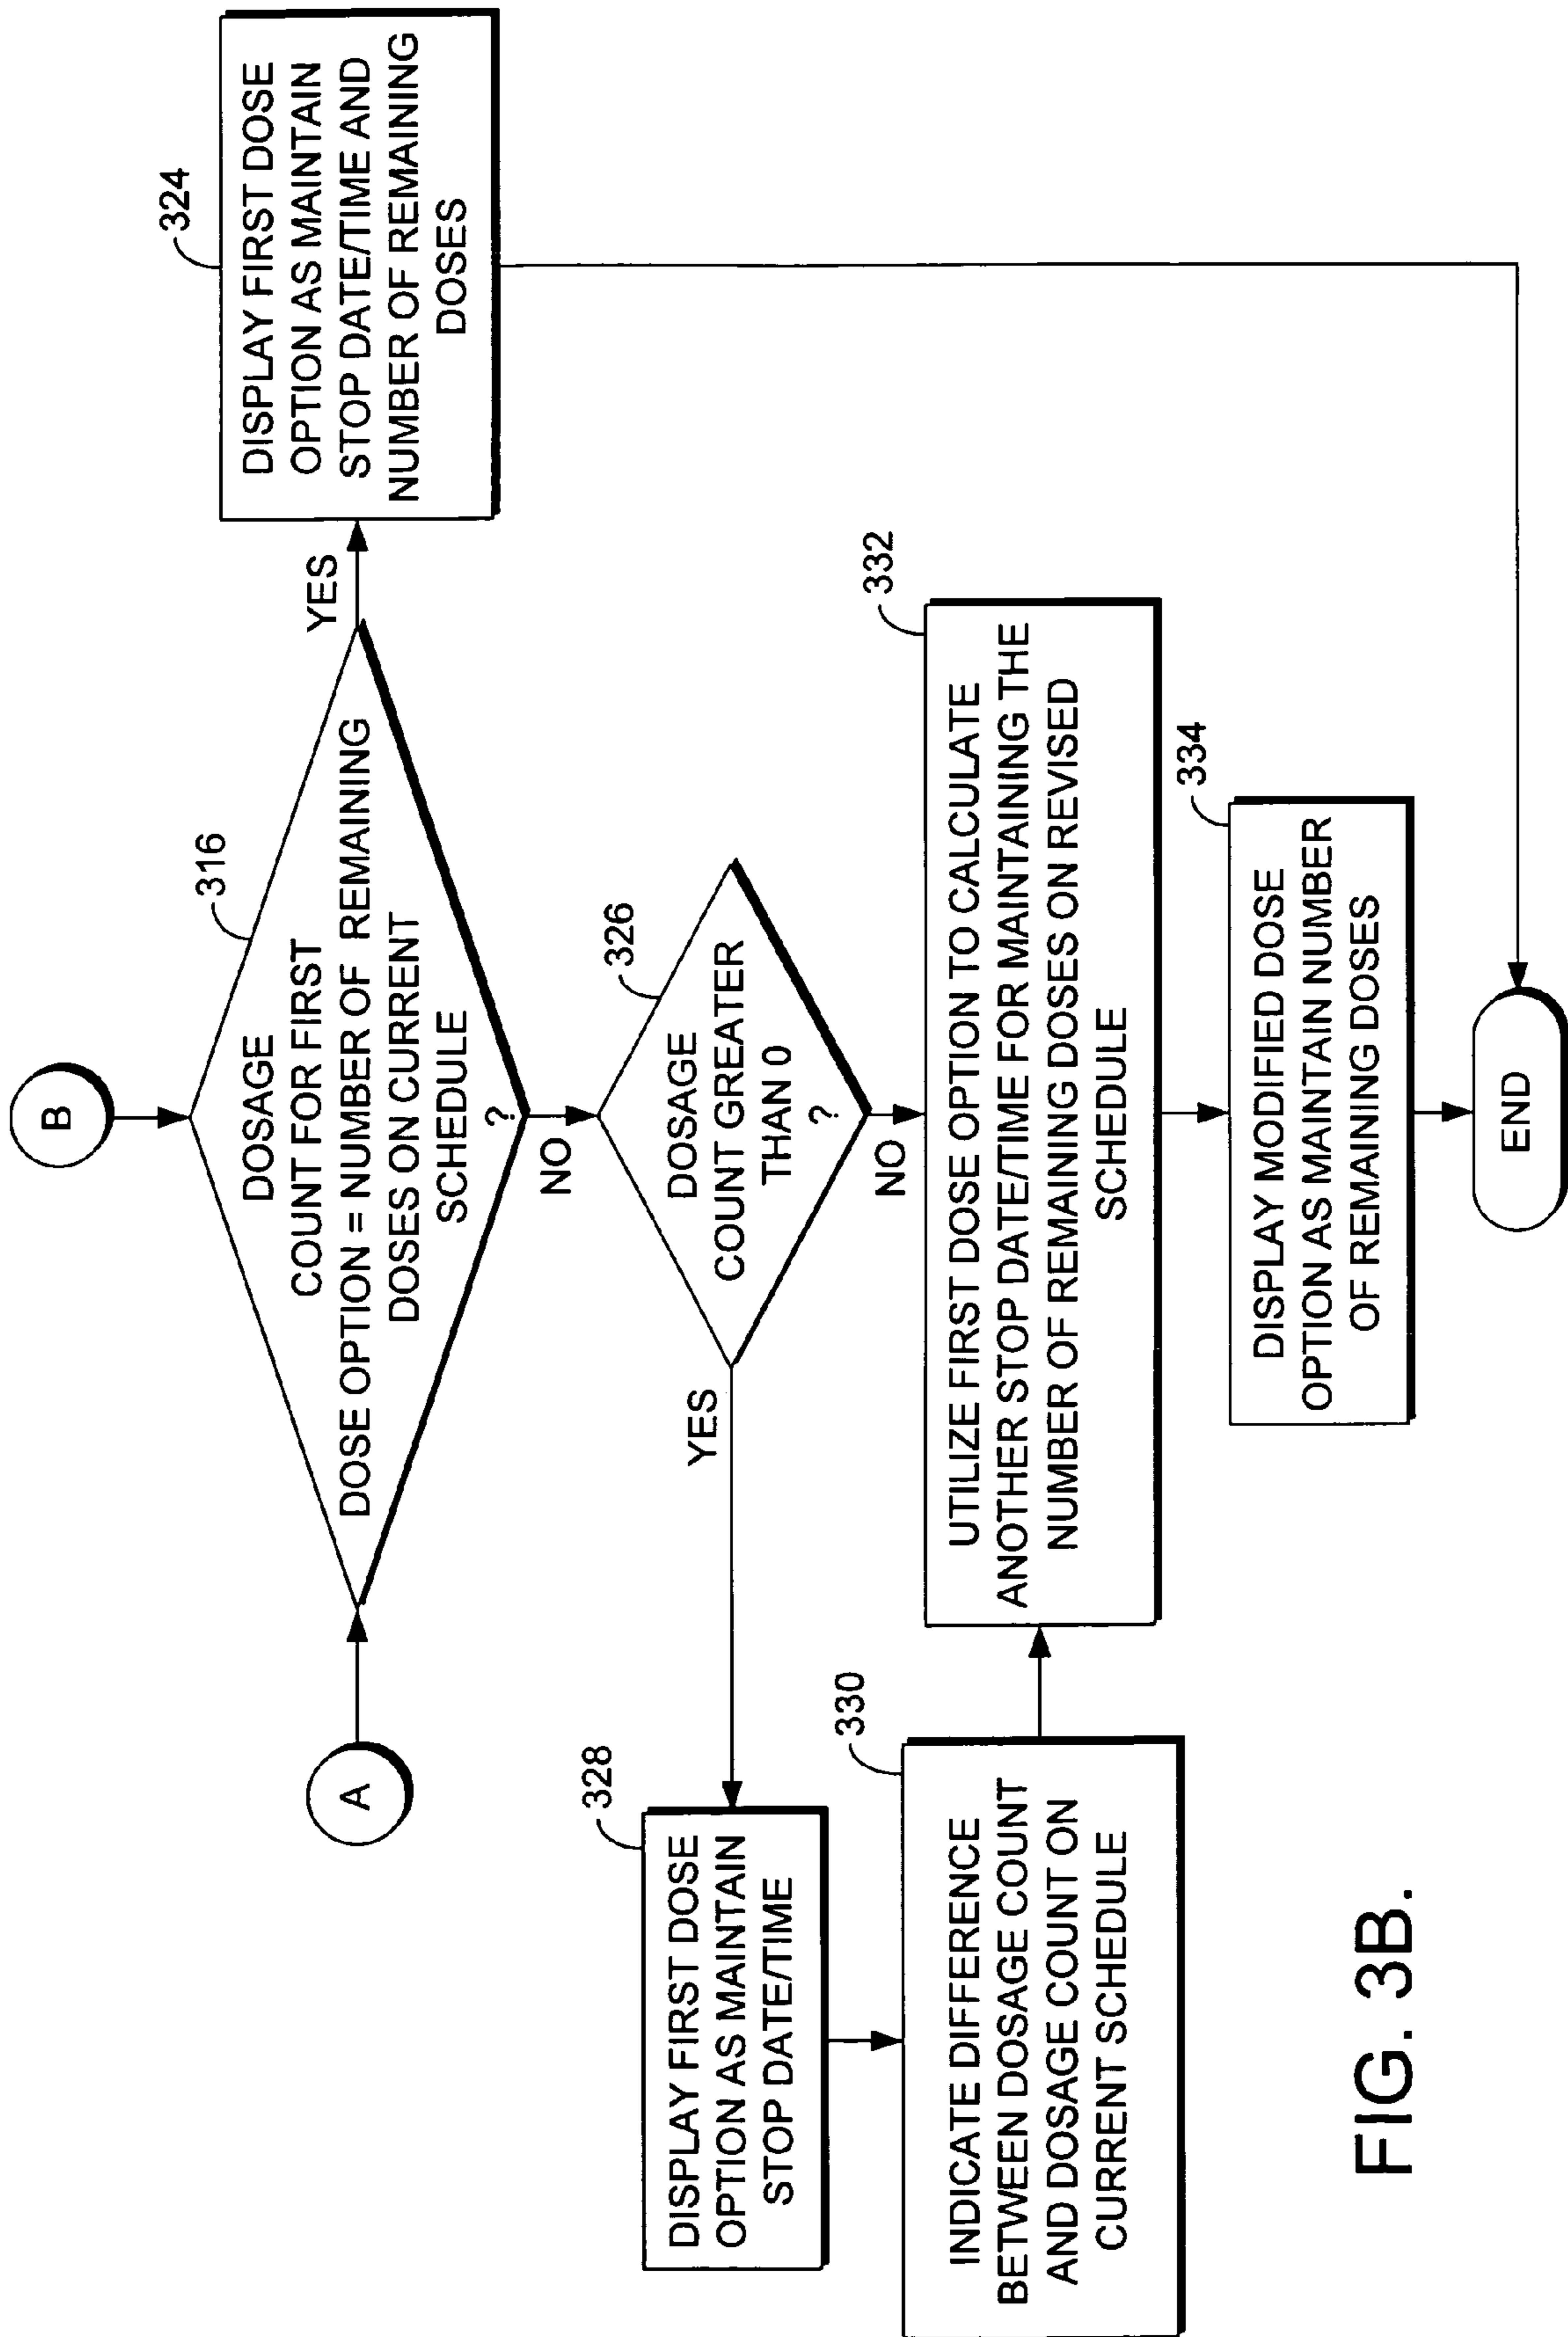 B
A
316
DOSAGE
COUNT FOR FIRST
DOSE OPTION = NUMBER OF REMAINING
DOSES ON CURRENT
SCHEDULE
?
YES
324
DISPLAY FIRST DOSE
OPTION AS MAINTAIN
STOP DATE/TIME AND
NUMBER OF REMAINING
DOSES
NO
326
DOSAGE
COUNT GREATER
THAN 0
?
YES
328
DISPLAY FIRST DOSE
OPTION AS MAINTAIN
STOP DATE/TIME
330
INDICATE DIFFERENCE
BETWEEN DOSAGE COUNT
AND DOSAGE COUNT ON
CURRENT SCHEDULE
NO
332
UTILIZE FIRST DOSE OPTION TO CALCULATE
ANOTHER STOP DATE/TIME FOR MAINTAINING THE
NUMBER OF REMAINING DOSES ON REVISED
SCHEDULE
334
DISPLAY MODIFIED DOSE
OPTION AS MAINTAIN NUMBER
OF REMAINING DOSES
END
FIG. 3B.